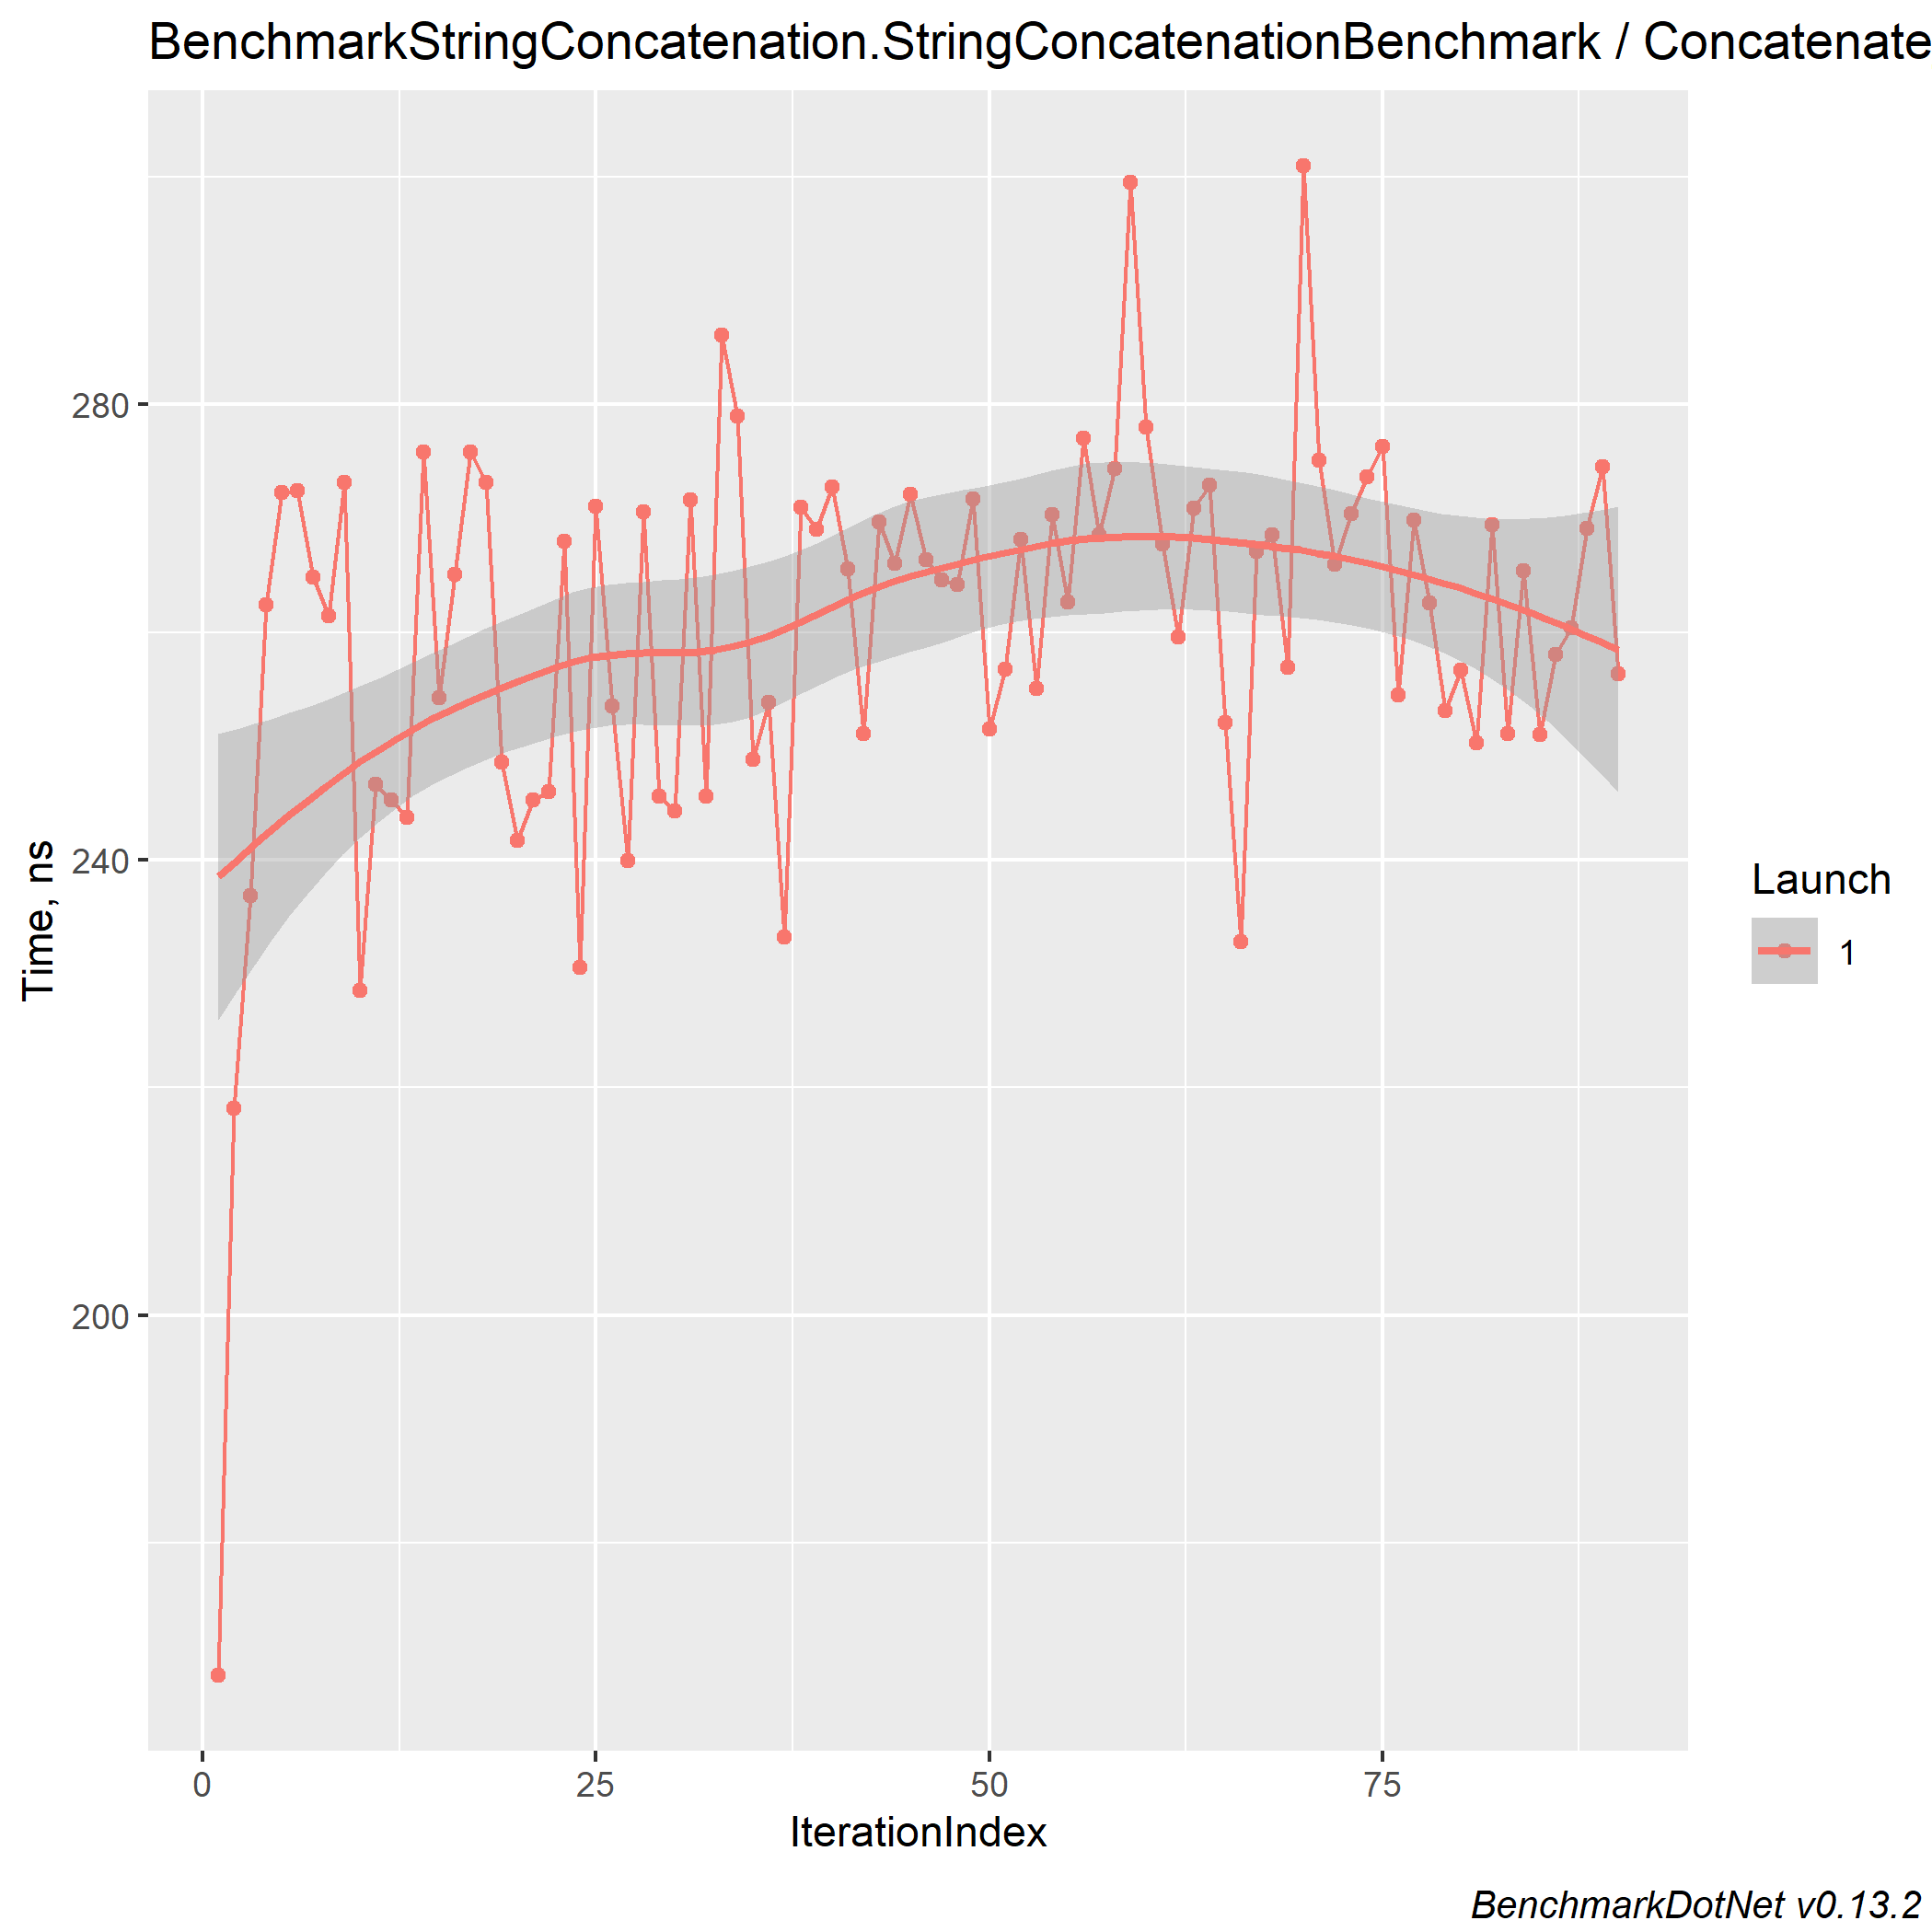 BenchmarkStringConcatenation.StringConcatenationBenchmark / Concatenate
280
240
200
Time, ns
0 25 50 75
IterationIndex
Launch
1
BenchmarkDotNet v0.13.2